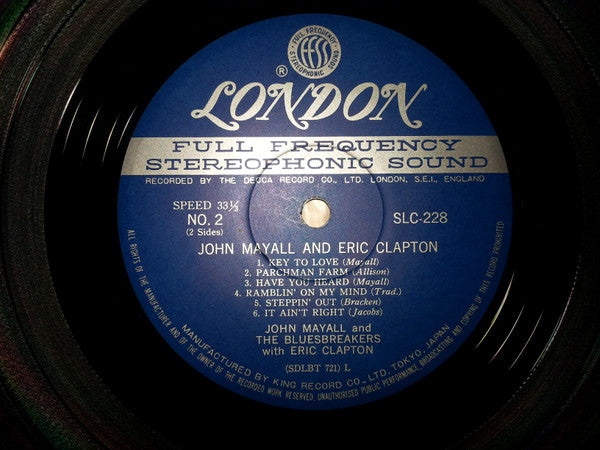 FULL FREQUENCY
FFSS
STEREOPHONIC SOUND
®
LONDON
FULL FREQUENCY
STEREOPHONIC SOUND
RECORDED BY THE DECCA RECORD CO., LTD. LONDON, S.E.I., ENGLAND
SPEED 33⅓
NO. 2
(2 Sides)
SLC-228
JOHN MAYALL AND ERIC CLAPTON
1. KEY TO LOVE (Mayall)
2. PARCHMAN FARM (Allison)
3. HAVE YOU HEARD (Mayall)
4. RAMBLIN' ON MY MIND (Trad.)
5. STEPPIN' OUT (Bracken)
6. IT AIN'T RIGHT (Jacobs)
JOHN MAYALL and
THE BLUESBREAKERS
with ERIC CLAPTON
(SDLBT 721) L
MANUFACTURED BY KING RECORD CO., LTD. TOKYO, JAPAN
ALL RIGHTS OF THE MANUFACTURER AND OF THE OWNER OF THE RECORDED WORK RESERVED. UNAUTHORISED PUBLIC PERFORMANCE, BROADCASTING AND COPYING OF THIS RECORD PROHIBITED